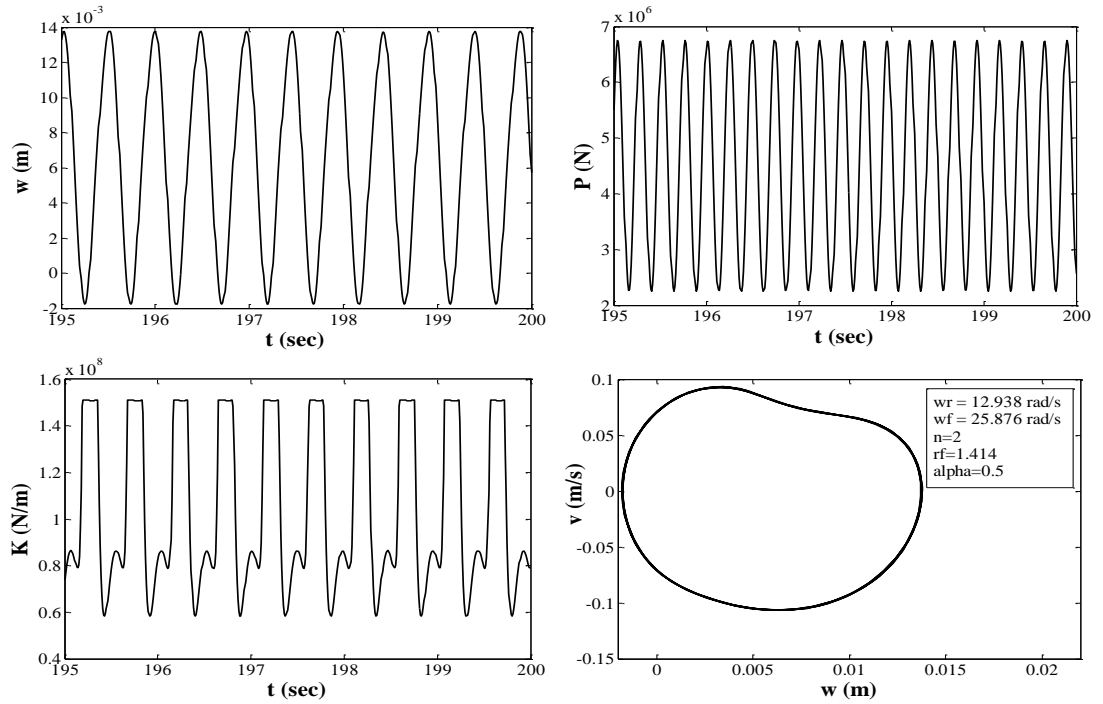 x 10⁻³
14
12
10
8
6
4
2
0
-2
195 196 197 198 199 200
t (sec)
w (m)
x 10⁶
7
6
5
4
3
2
195 196 197 198 199 200
t (sec)
P (N)
x 10⁸
1.6
1.4
1.2
1
0.8
0.6
0.4
195 196 197 198 199 200
t (sec)
K (N/m)
0.1
0.05
0
-0.05
-0.1
-0.15
0 0.005 0.01 0.015 0.02
w (m)
v (m/s)
wr = 12.938 rad/s
wf = 25.876 rad/s
n=2
rf=1.414
alpha=0.5